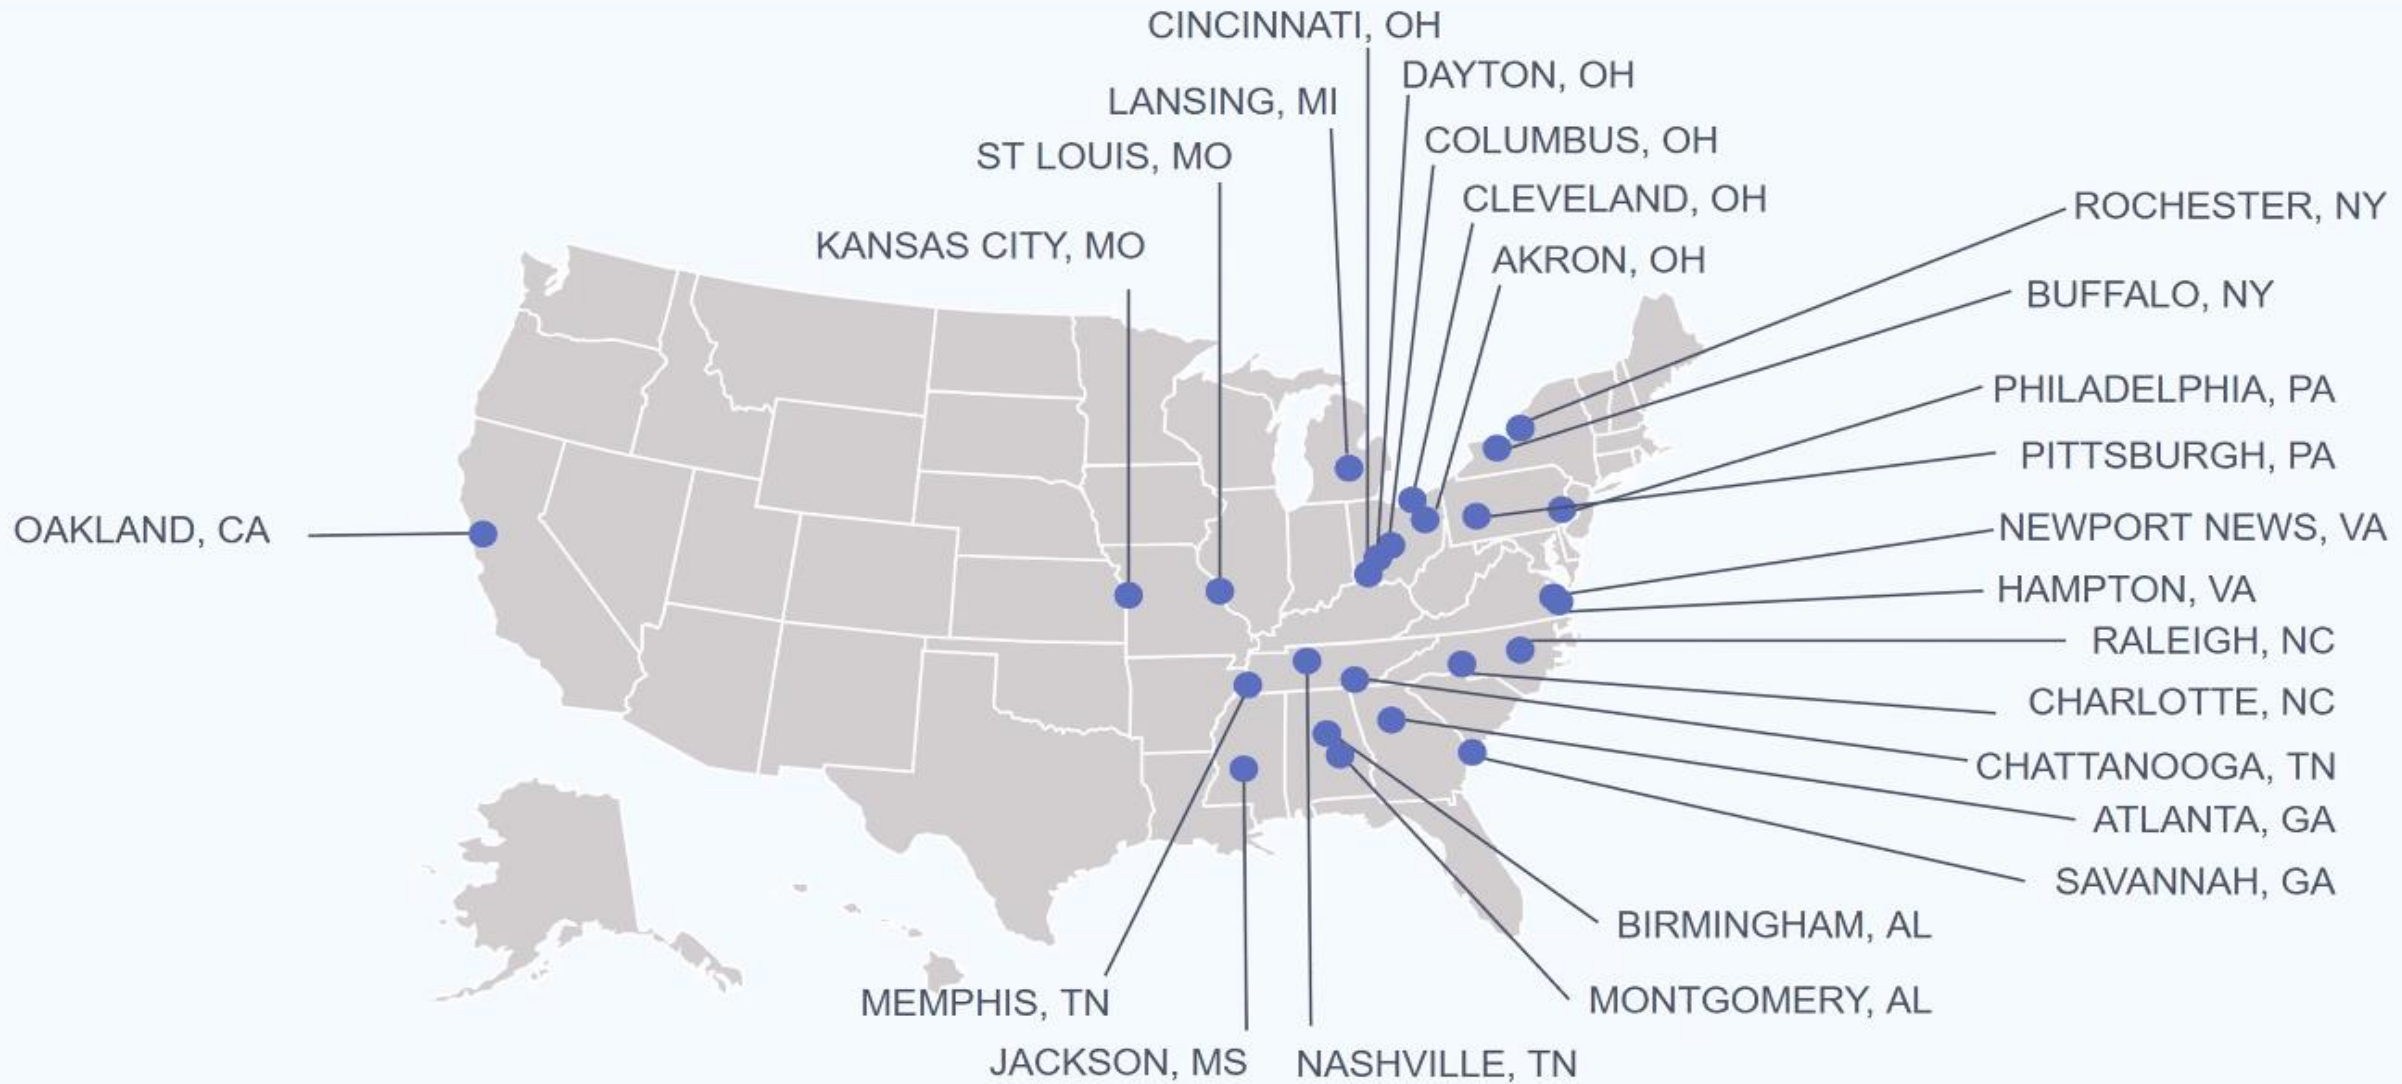 CINCINNATI, OH
DAYTON, OH
LANSING, MI
COLUMBUS, OH
ST LOUIS, MO
CLEVELAND, OH
ROCHESTER, NY
KANSAS CITY, MO
AKRON, OH
BUFFALO, NY
PHILADELPHIA, PA
PITTSBURGH, PA
OAKLAND, CA
NEWPORT NEWS, VA
HAMPTON, VA
RALEIGH, NC
CHARLOTTE, NC
CHATTANOOGA, TN
ATLANTA, GA
SAVANNAH, GA
BIRMINGHAM, AL
MONTGOMERY, AL
MEMPHIS, TN
JACKSON, MS
NASHVILLE, TN